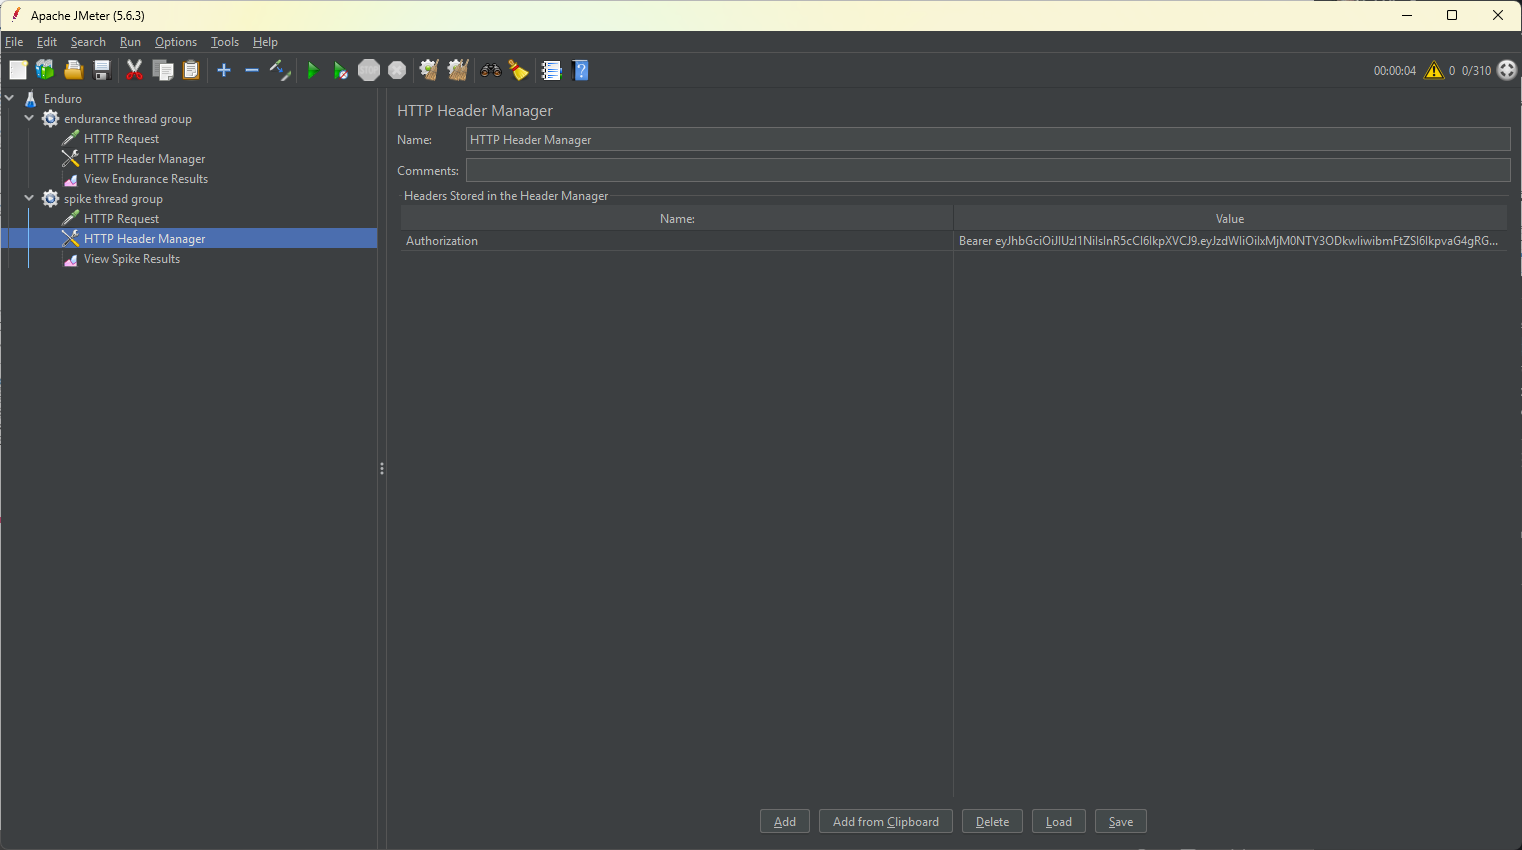 Apache JMeter (5.6.3)
File Edit Search Run Options Tools Help
STOP
00:00:04 0 0/310
Enduro
endurance thread group
HTTP Request
HTTP Header Manager
View Endurance Results
spike thread group
HTTP Request
HTTP Header Manager
View Spike Results
HTTP Header Manager
Name: HTTP Header Manager
Comments:
Headers Stored in the Header Manager
Name: Value
Authorization Bearer eyJhbGciOiJIUzI1NiIsInR5cCI6IkpXVCJ9.eyJzdWIiOiIxMjM0NTY3ODkwIiwibmFtZSI6IkpvaG4gRG...
Add Add from Clipboard Delete Load Save